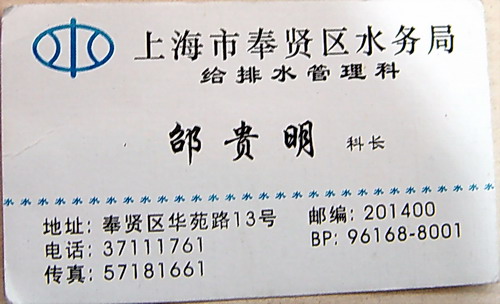 上海市奉贤区水务局
给排水管理科
邵贵明 科长
地址: 奉贤区华苑路13号 邮编: 201400
电话: 37111761 BP: 96168-8001
传真: 57181661